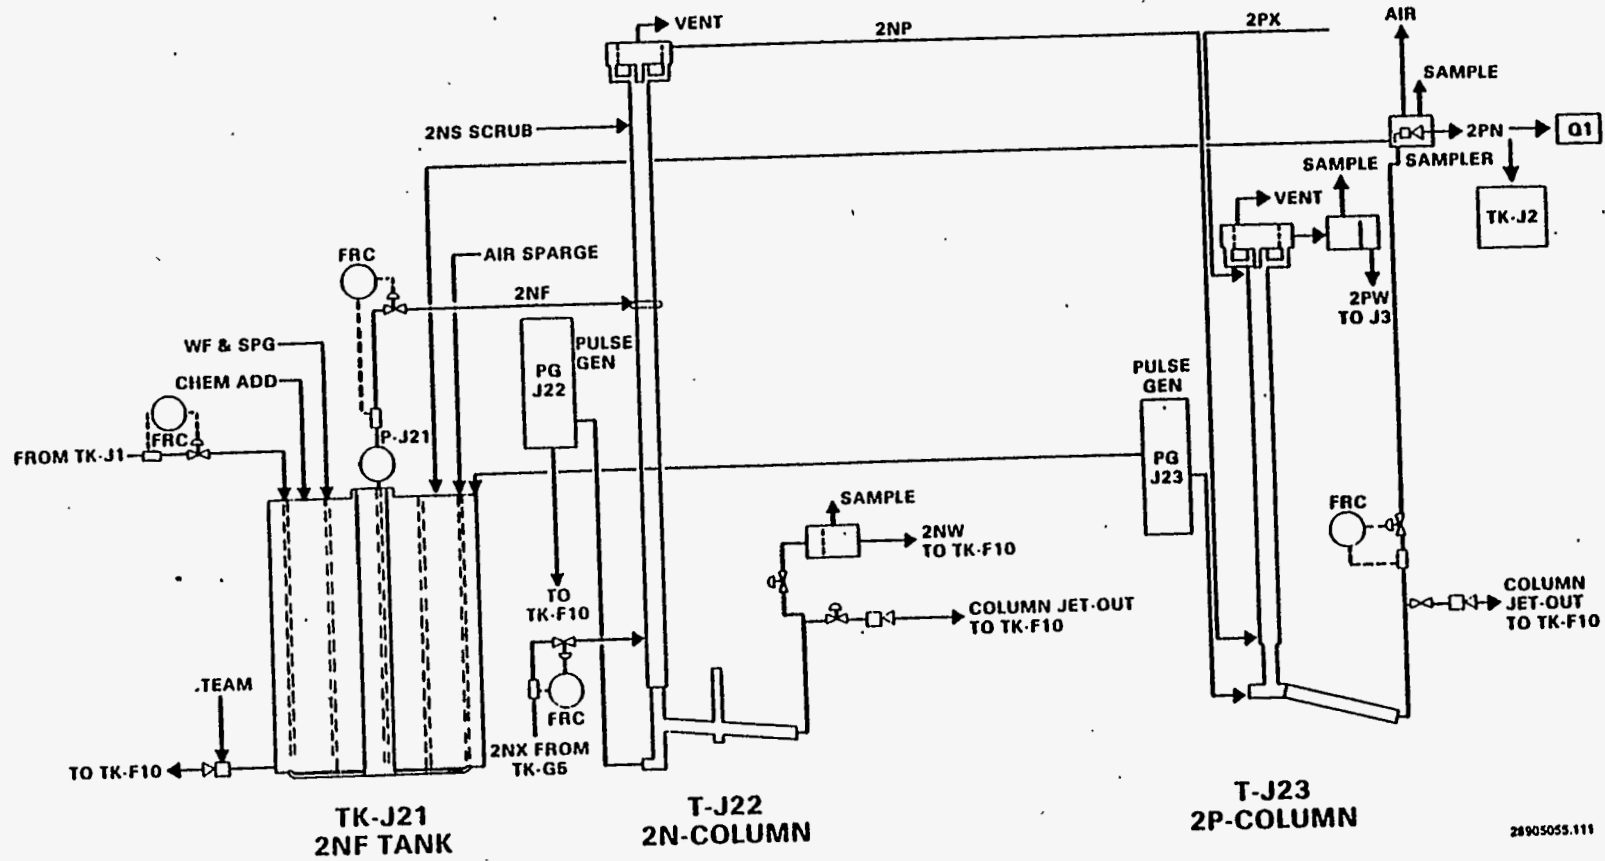 VENT
2NP
2PX
AIR
SAMPLE
2NS SCRUB
2PN
Q1
SAMPLER
SAMPLE
VENT
TK-J2
FRC
AIR SPARGE
2NF
2PW
TO J3
WF & SPG
PULSE
GEN
PG
J22
CHEM ADD
PULSE
GEN
FRC
P-J21
FROM TK-J1
PG
J23
SAMPLE
FRC
2NW
TO TK-F10
TO
TK-F10
COLUMN JET-OUT
TO TK-F10
COLUMN
JET-OUT
TO TK-F10
.TEAM
FRC
2NX FROM
TK-G5
TO TK-F10
TK-J21
2NF TANK
T-J22
2N-COLUMN
T-J23
2P-COLUMN
28905055.111